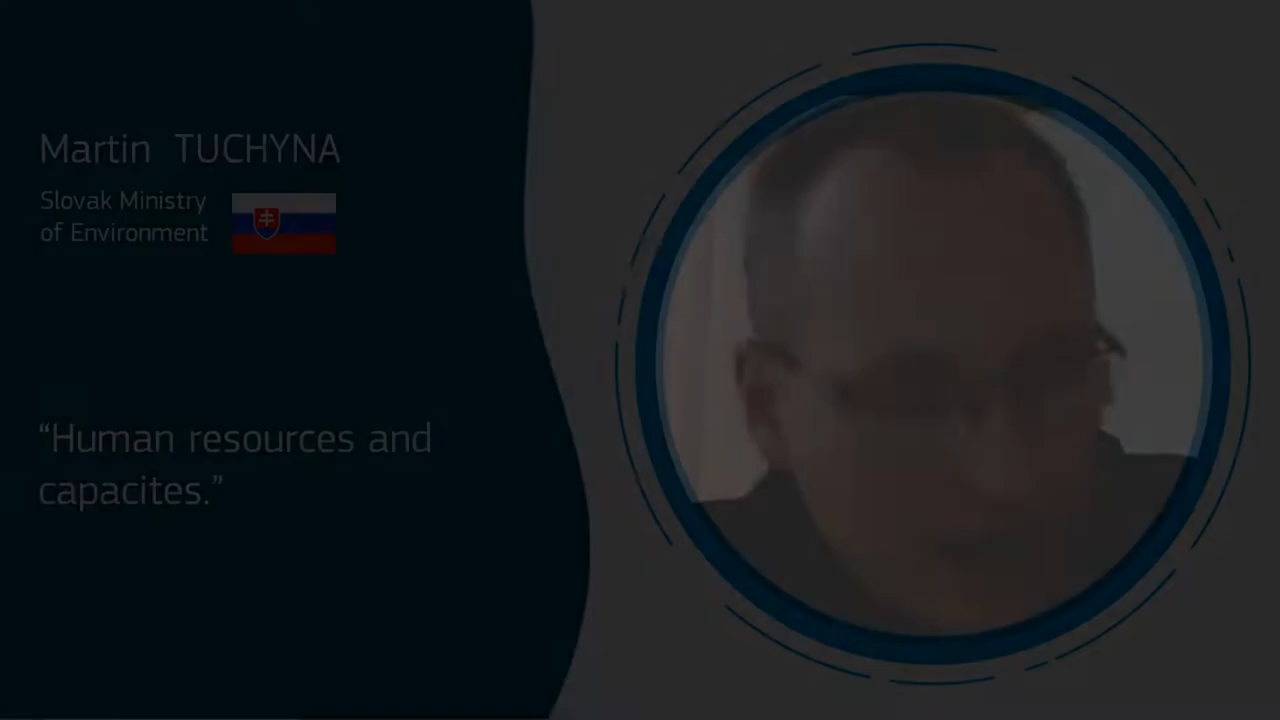 Martin TUCHYNA
Slovak Ministry
of Environment
“Human resources and
capacites.”